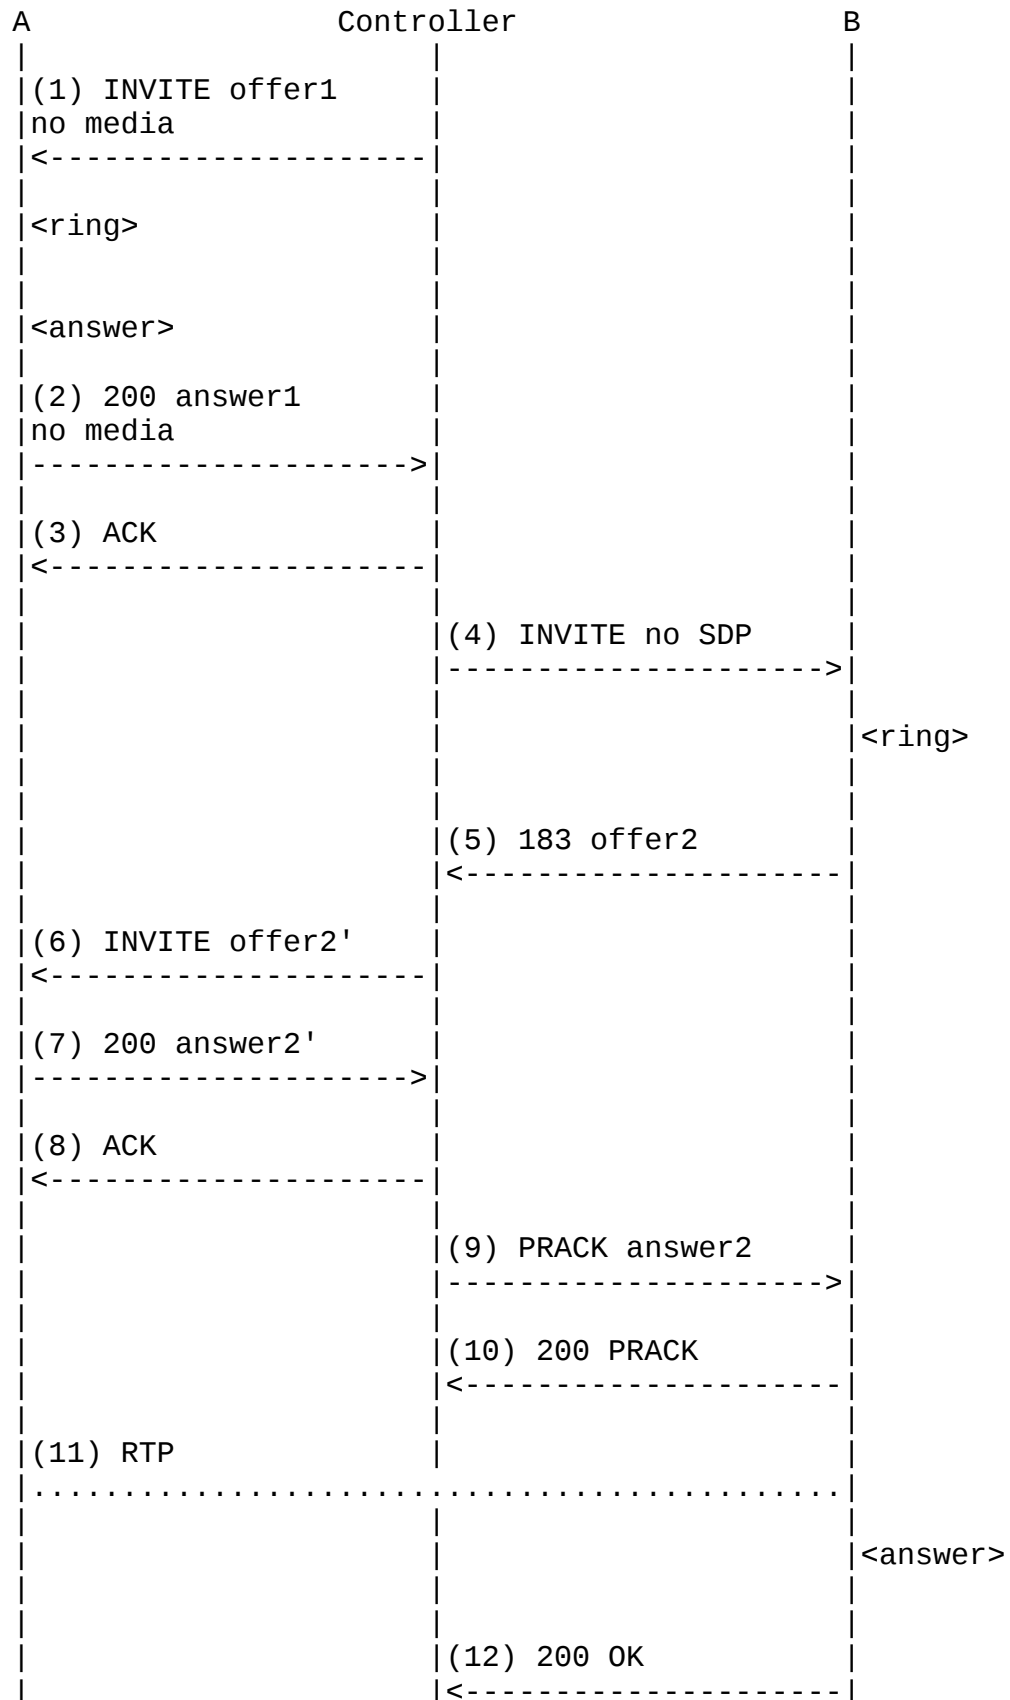 A Controller B
(1) INVITE offer1
no media
<ring>
<answer>
(2) 200 answer1
no media
(3) ACK
(4) INVITE no SDP
<ring>
(5) 183 offer2
(6) INVITE offer2'
(7) 200 answer2'
(8) ACK
(9) PRACK answer2
(10) 200 PRACK
(11) RTP
<answer>
(12) 200 OK